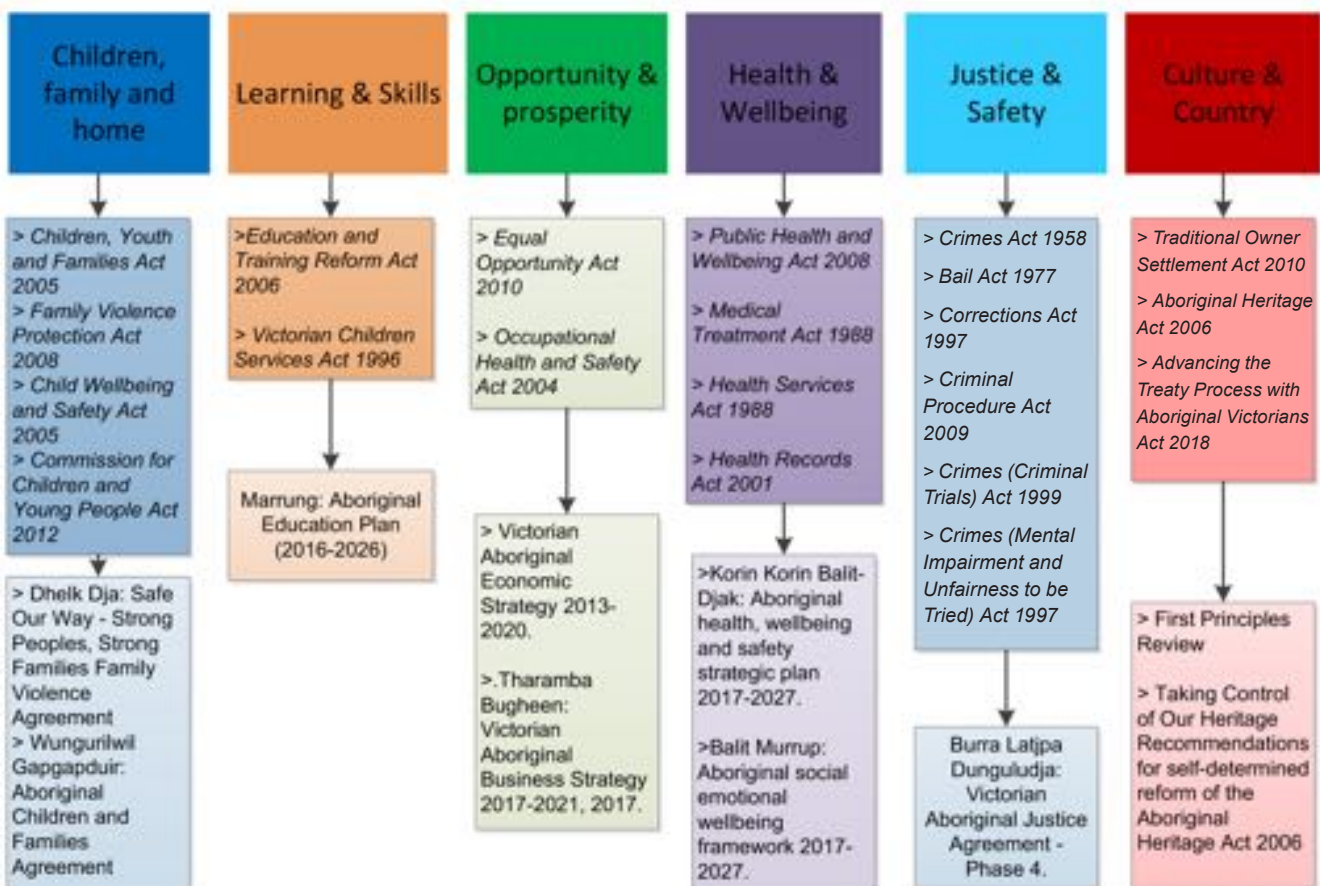 Children,
family and
home
> Children, Youth
and Families Act
2005
> Family Violence
Protection Act
2008
> Child Wellbeing
and Safety Act
2005
> Commission for
Children and
Young People Act
2012
> Dhelk Dja: Safe
Our Way - Strong
Peoples, Strong
Families Family
Violence
Agreement
> Wungurilwil
Gapgapduir:
Aboriginal
Children and
Families
Agreement
Learning & Skills
>Education and
Training Reform Act
2006
> Victorian Children
Services Act 1996
Marrung: Aboriginal
Education Plan
(2016-2026)
Opportunity &
prosperity
> Equal
Opportunity Act
2010
> Occupational
Health and Safety
Act 2004
> Victorian
Aboriginal
Economic
Strategy 2013-
2020.
>.Tharamba
Bugheen:
Victorian
Aboriginal
Business Strategy
2017-2021, 2017.
Health &
Wellbeing
> Public Health and
Wellbeing Act 2008
> Medical
Treatment Act 1988
> Health Services
Act 1988
> Health Records
Act 2001
>Korin Korin Balit-
Djak: Aboriginal
health, wellbeing
and safety
strategic plan
2017-2027.
>Balit Murrup:
Aboriginal social
emotional
wellbeing
framework 2017-
2027.
Justice &
Safety
> Crimes Act 1958
> Bail Act 1977
> Corrections Act
1997
> Criminal
Procedure Act
2009
> Crimes (Criminal
Trials) Act 1999
> Crimes (Mental
Impairment and
Unfairness to be
Tried) Act 1997
Burra Latjpa
Dunguludja:
Victorian
Aboriginal Justice
Agreement -
Phase 4.
Culture &
Country
> Traditional Owner
Settlement Act 2010
> Aboriginal Heritage
Act 2006
> Advancing the
Treaty Process with
Aboriginal Victorians
Act 2018
> First Principles
Review
> Taking Control
of Our Heritage
Recommendations
for self-determined
reform of the
Aboriginal
Heritage Act 2006